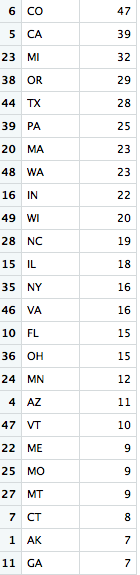 6 CO 47
5 CA 39
23 MI 32
38 OR 29
44 TX 28
39 PA 25
20 MA 23
48 WA 23
16 IN 22
49 WI 20
28 NC 19
15 IL 18
35 NY 16
46 VA 16
10 FL 15
36 OH 15
24 MN 12
4 AZ 11
47 VT 10
22 ME 9
25 MO 9
27 MT 9
7 CT 8
1 AK 7
11 GA 7